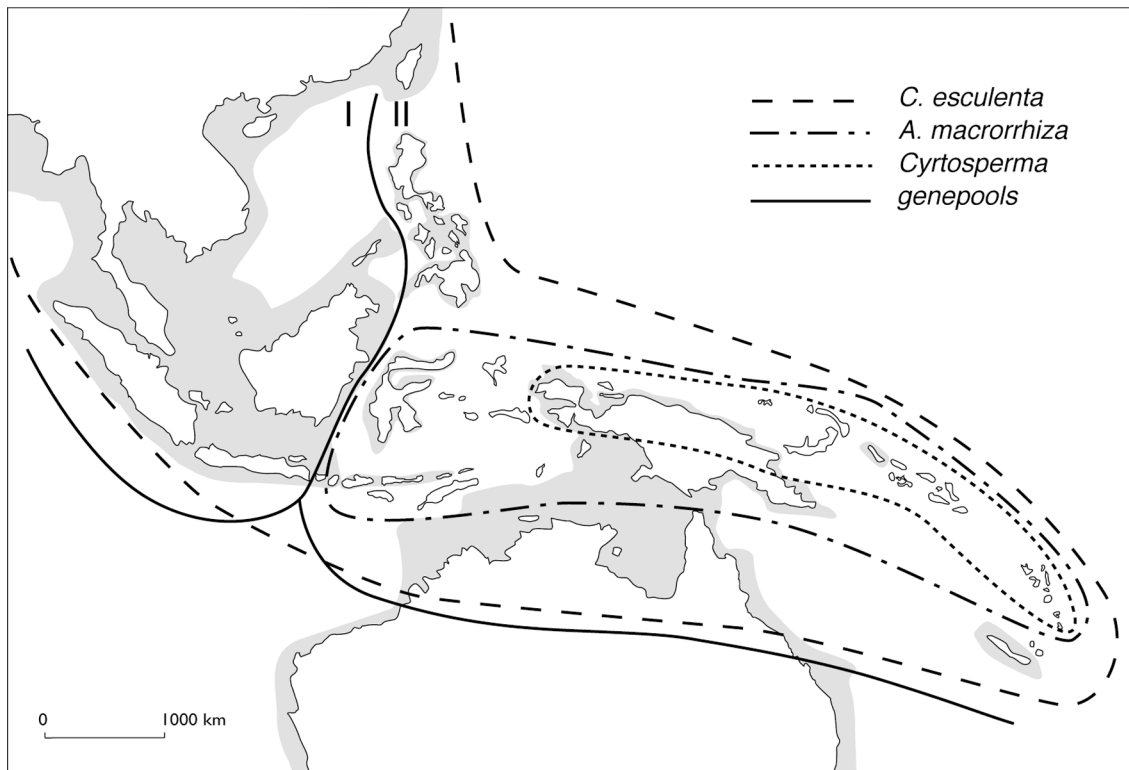 I II
C. esculenta
A. macrorrhiza
Cyrtosperma
genepools
0 1000 km